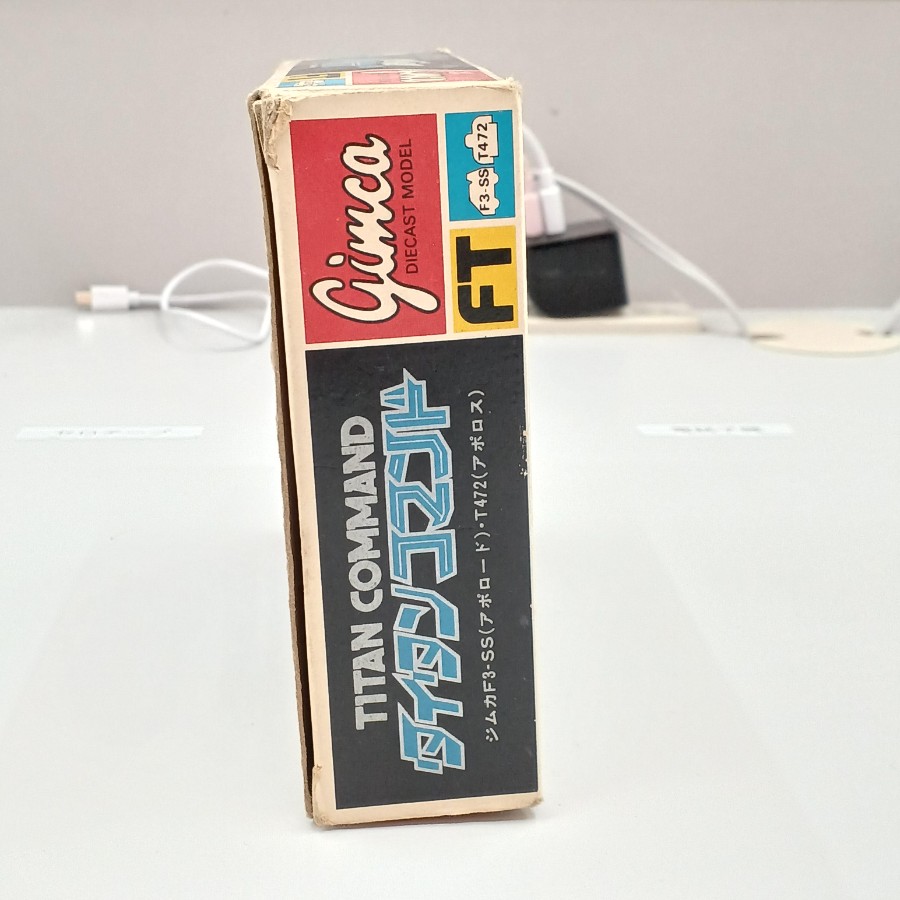 Gimca
DIECAST MODEL
F3-SS
T472
FT
TITAN COMMAND
タイタンコマンド
ジムカF3-SS(アポロード)・T472(アポロス)